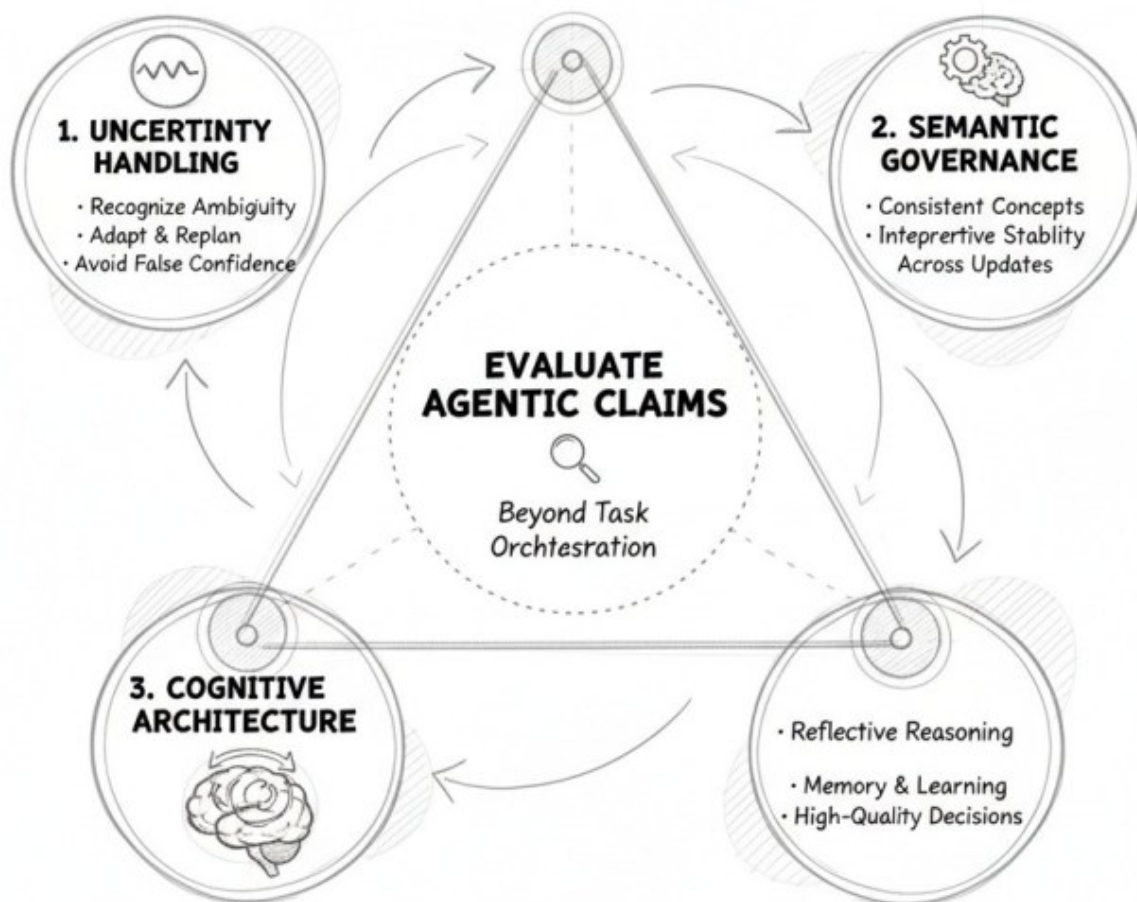 1. UNCERTINTY
HANDLING
· Recognize Ambiguity
· Adapt & Replan
· Avoid False Confidence
2. SEMANTIC
GOVERNANCE
· Consistent Concepts
· Inteprertive Stablity
Across Updates
EVALUATE
AGENTIC CLAIMS
Beyond Task
Orchtesration
3. COGNITIVE
ARCHITECTURE
· Reflective Reasoning
· Memory & Learning
· High-Quality Decisions